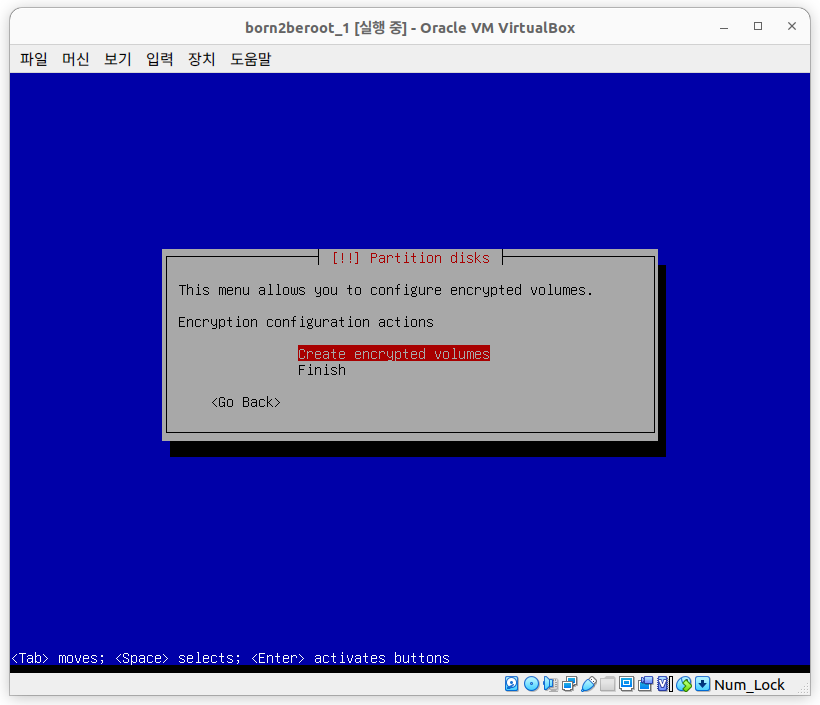 born2beroot_1 [실행 중] - Oracle VM VirtualBox
파일 머신 보기 입력 장치 도움말
[!!] Partition disks
This menu allows you to configure encrypted volumes.
Encryption configuration actions
Create encrypted volumes
Finish
<Go Back>
<Tab> moves; <Space> selects; <Enter> activates buttons
Num_Lock